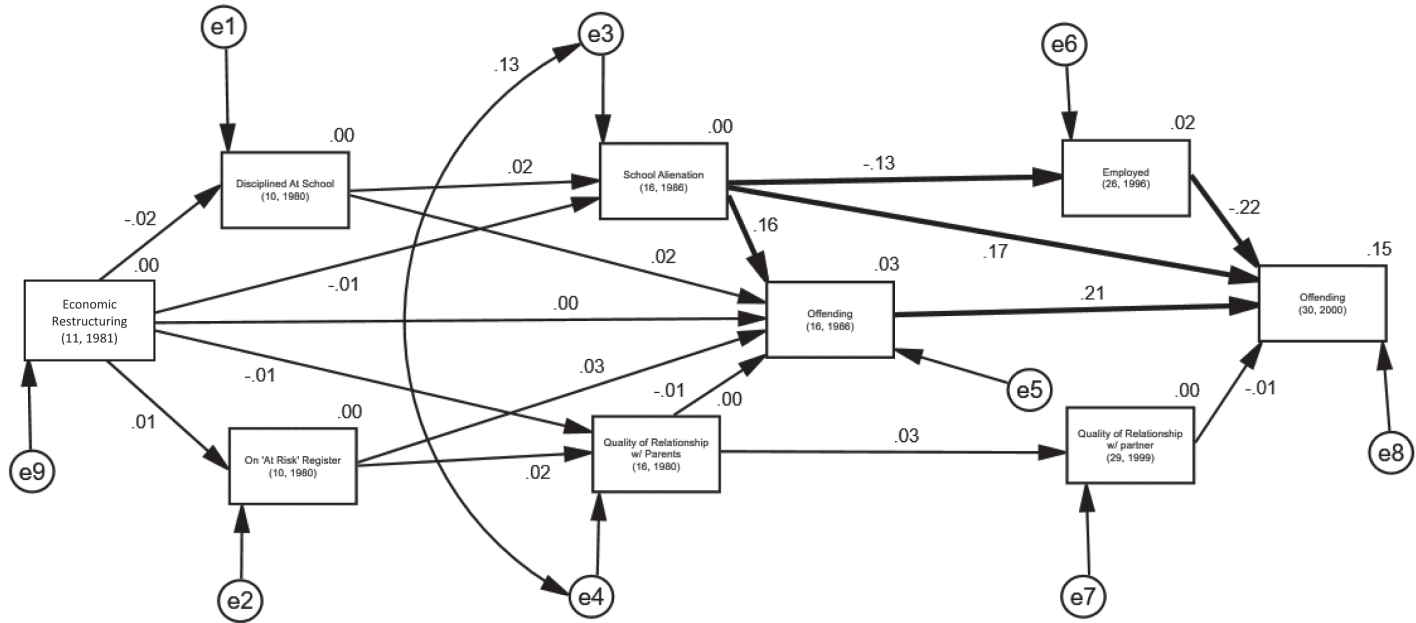 e1
e3
e6
.13
.00
.00
.02
Disciplined At School
(10, 1980)
.02
School Alienation
(16, 1986)
-.13
Employed
(26, 1996)
-.02
.16
-.22
.00
-.01
.02
.03
.17
.15
Economic
Restructuring
(11, 1981)
.00
Offending
(16, 1986)
.21
Offending
(30, 2000)
-.01
.03
-.01
.00
e5
.00
-.01
.01
.00
On 'At Risk' Register
(10, 1980)
.02
Quality of Relationship
w/ Parents
(16, 1980)
.03
Quality of Relationship
w/ partner
(29, 1999)
e9
e8
e2
e4
e7